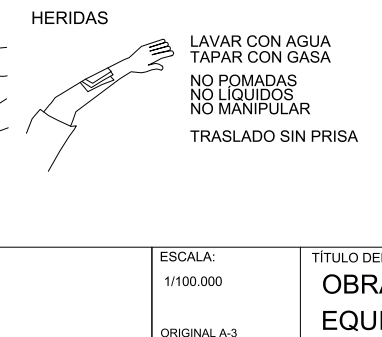 HERIDAS
LAVAR CON AGUA
TAPAR CON GASA
NO POMADAS
NO LÍQUIDOS
NO MANIPULAR
TRASLADO SIN PRISA
ESCALA:
1/100.000
ORIGINAL A-3
TÍTULO